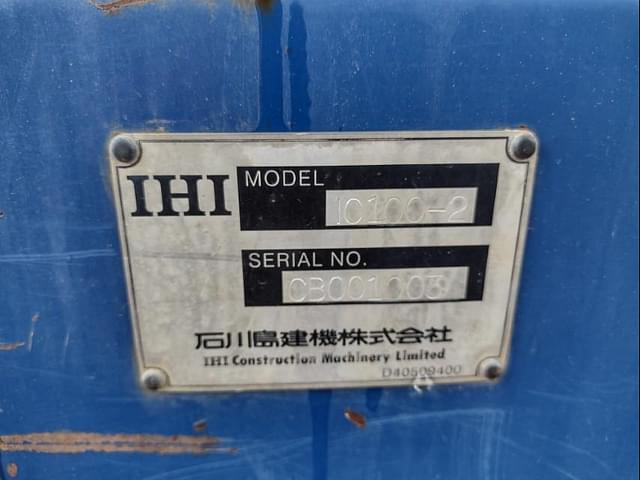 IHI MODEL
IC100-2
SERIAL NO.
CB001003
石川島建機株式会社
IHI Construction Machinery Limited
D40509400